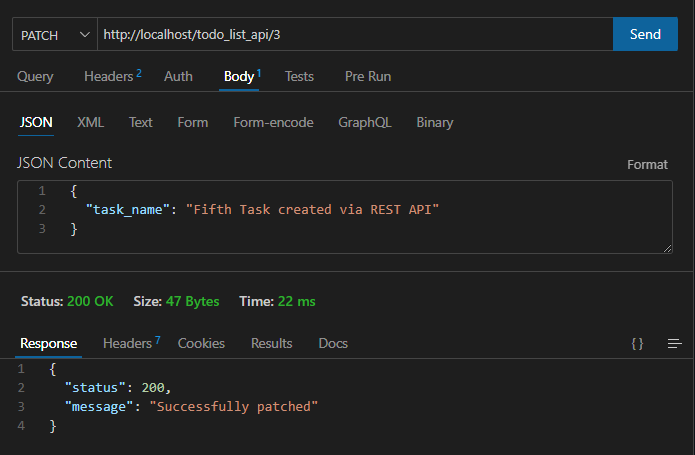 PATCH http://localhost/todo_list_api/3 Send
Query Headers 2 Auth Body 1 Tests Pre Run
JSON XML Text Form Form-encode GraphQL Binary
JSON Content Format
1 {
2 "task_name": "Fifth Task created via REST API"
3 }
Status: 200 OK Size: 47 Bytes Time: 22 ms
Response Headers 7 Cookies Results Docs { }
1 {
2 "status": 200,
3 "message": "Successfully patched"
4 }